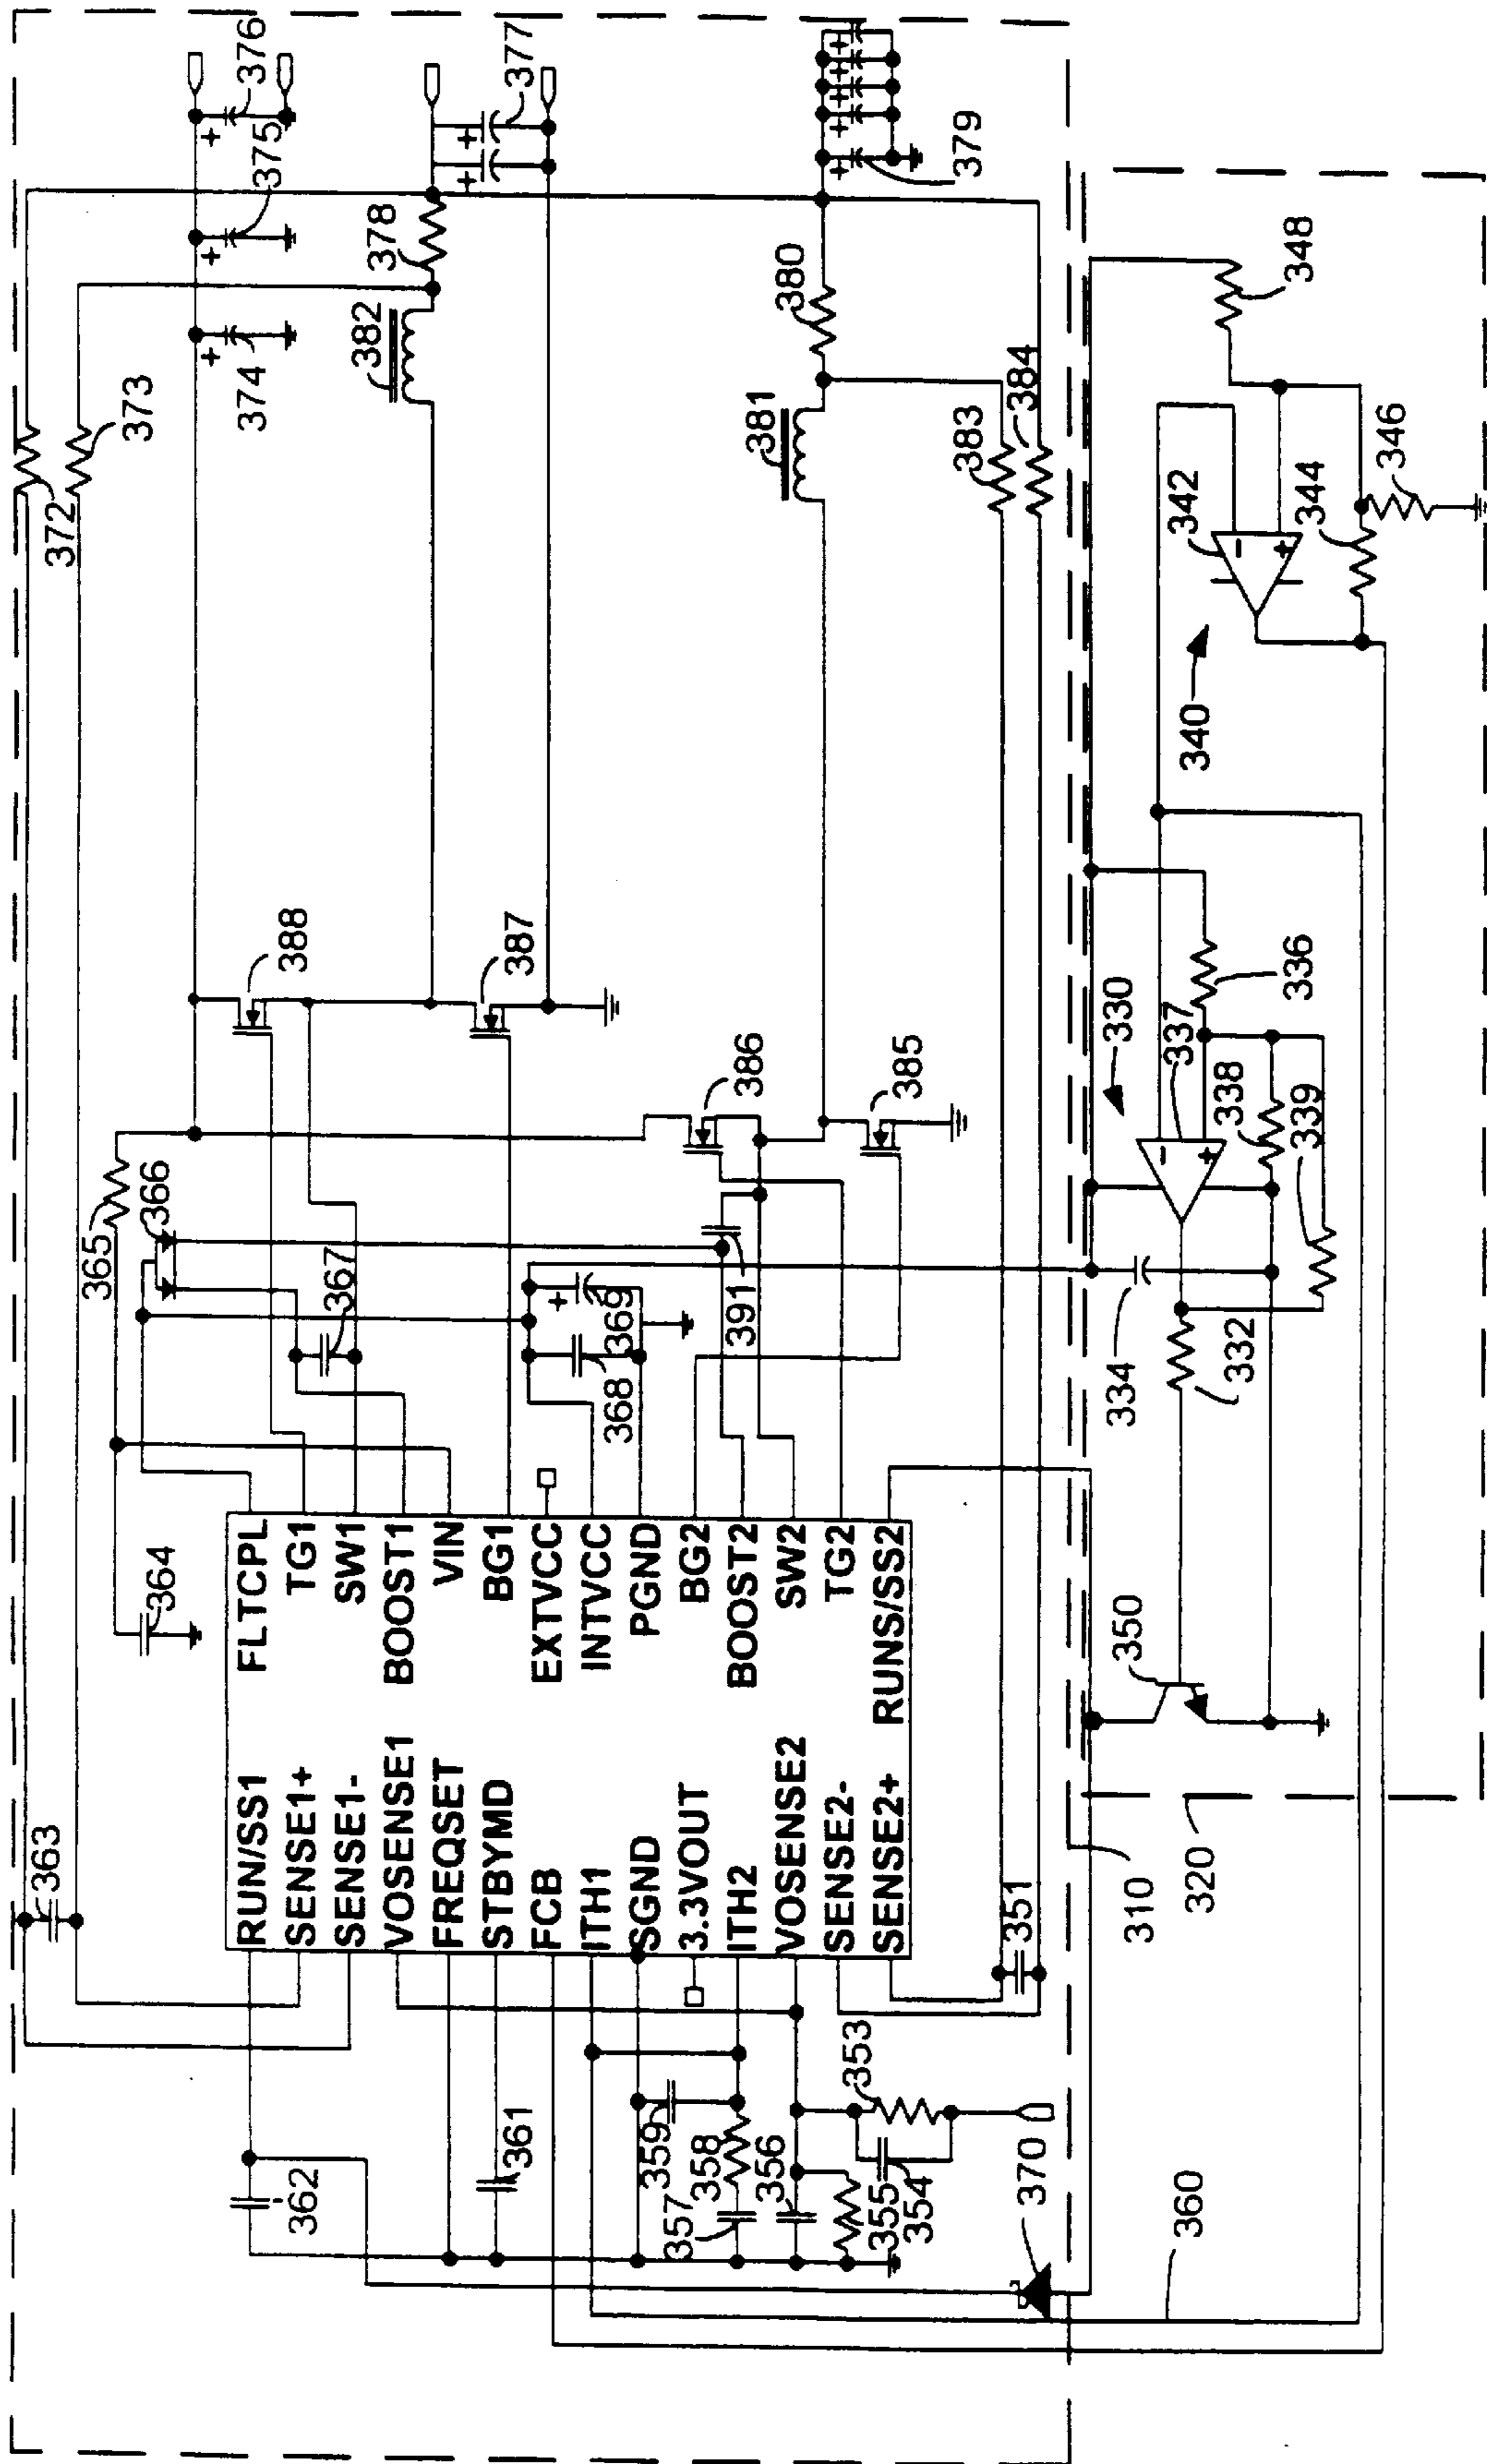 376
375
377
378
379
374
382
380
373
372
381
383
384
348
346
344
342
340
388
387
386
385
365
366
367
391
369
368
330
337
336
338
339
334
332
364
363
FLTCPL
TG1
SW1
BOOST1
VIN
BG1
EXTVCC
INTVCC
PGND
BG2
BOOST2
SW2
TG2
RUNS/SS2
RUN/SS1
SENSE1+
SENSE1-
VOSENSE1
FREQSET
STBYMD
FCB
ITH1
SGND
3.3VOUT
ITH2
VOSENSE2
SENSE2-
SENSE2+
350
351
310
320
362
361
359
358
357
356
355
354
353
370
360
+
+
+
+
+
+
+
+
+
+
+
-
+
-
+